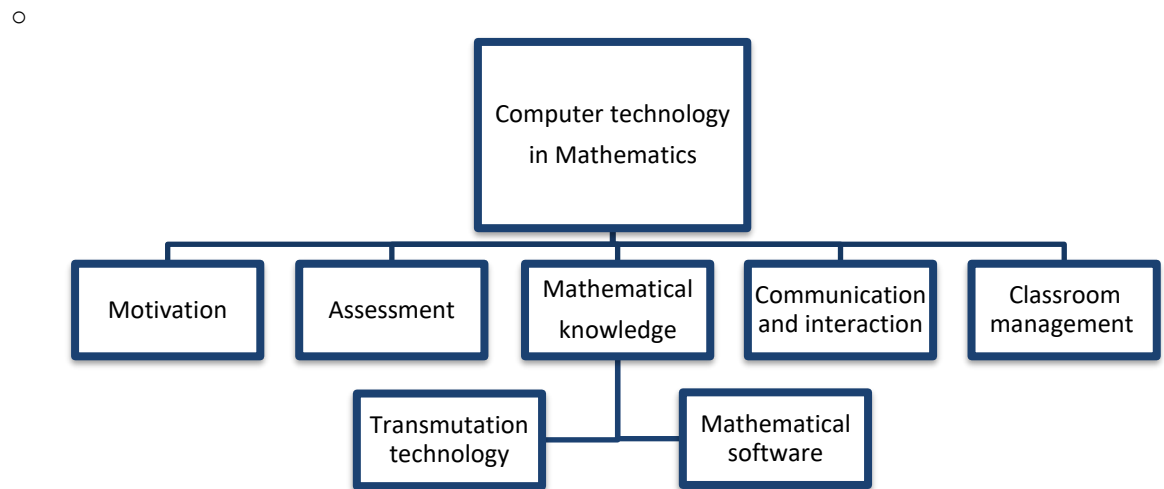 Computer technology
in Mathematics
Motivation
Assessment
Mathematical
knowledge
Communication
and interaction
Classroom
management
Transmutation
technology
Mathematical
software